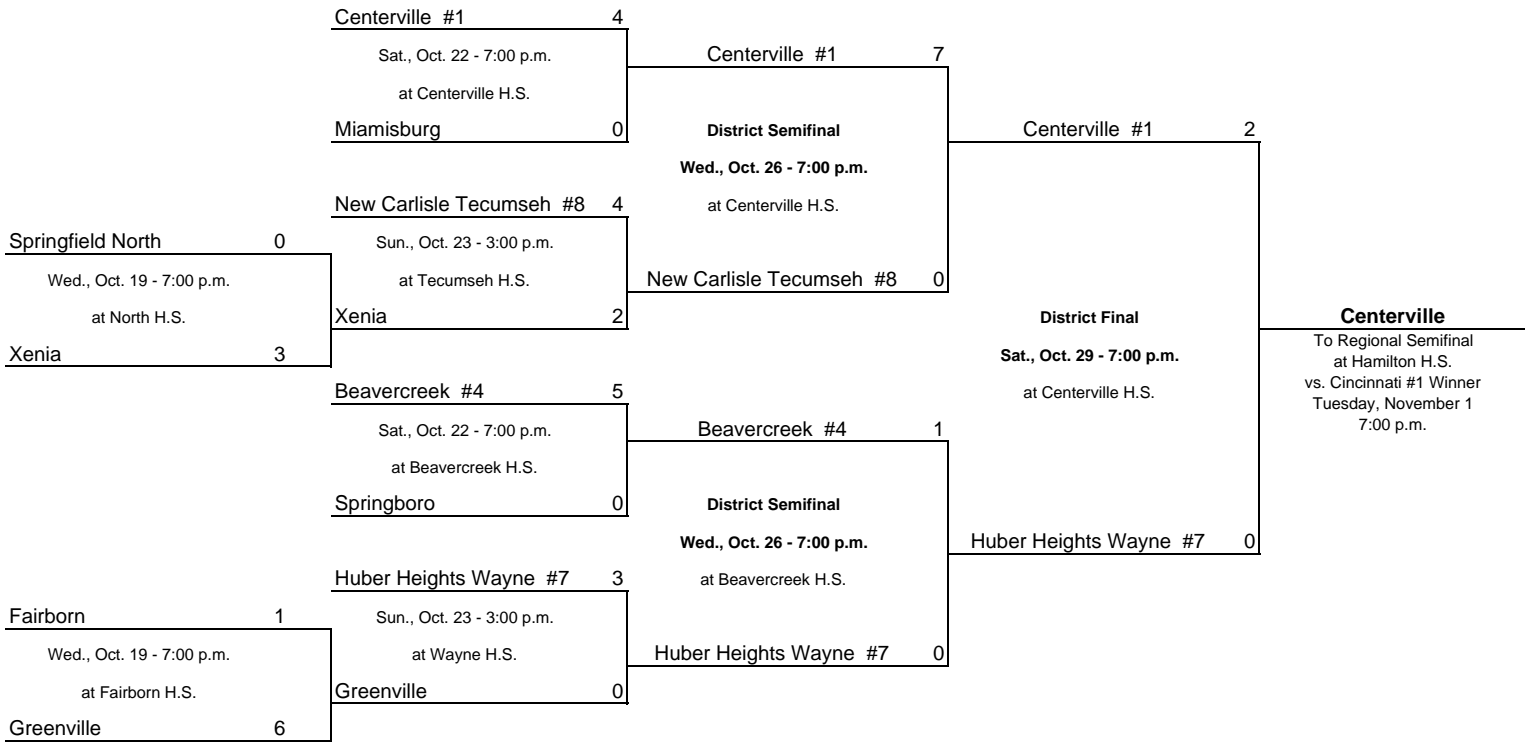 Centerville #1 4
Sat., Oct. 22 - 7:00 p.m.
at Centerville H.S.
Miamisburg 0
New Carlisle Tecumseh #8 4
Springfield North 0
Sun., Oct. 23 - 3:00 p.m.
Wed., Oct. 19 - 7:00 p.m.
at Tecumseh H.S.
at North H.S.
Xenia 2
Xenia 3
Beavercreek #4 5
Sat., Oct. 22 - 7:00 p.m.
at Beavercreek H.S.
Springboro 0
Huber Heights Wayne #7 3
Fairborn 1
Sun., Oct. 23 - 3:00 p.m.
Wed., Oct. 19 - 7:00 p.m.
at Wayne H.S.
at Fairborn H.S.
Greenville 0
Greenville 6
Centerville #1 7
District Semifinal
Wed., Oct. 26 - 7:00 p.m.
at Centerville H.S.
New Carlisle Tecumseh #8 0
Beavercreek #4 1
District Semifinal
Wed., Oct. 26 - 7:00 p.m.
at Beavercreek H.S.
Huber Heights Wayne #7 0
Centerville #1 2
District Final
Sat., Oct. 29 - 7:00 p.m.
at Centerville H.S.
Huber Heights Wayne #7 0
Centerville
To Regional Semifinal
at Hamilton H.S.
vs. Cincinnati #1 Winner
Tuesday, November 1
7:00 p.m.